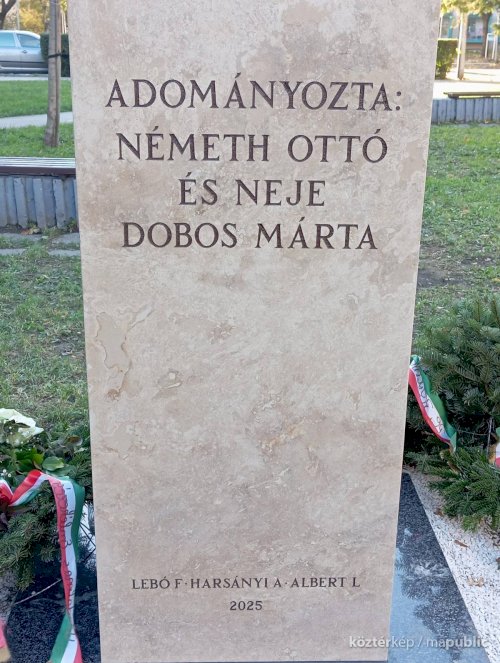 ADOMÁNYOZTA:
NÉMETH OTTÓ
ÉS NEJE
DOBOS MÁRTA
LEBÓ F · HARSÁNYI A · ALBERT L
2025
köztérkép / mapublic